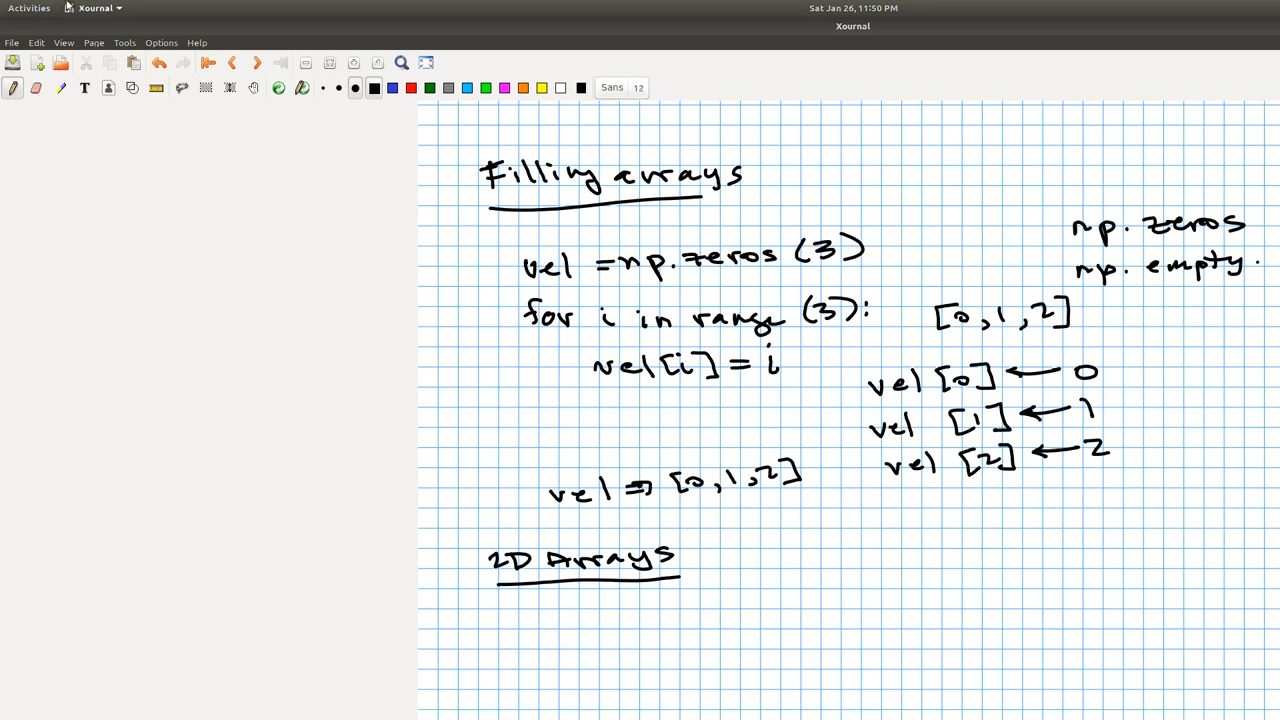 Activities Xournal Sat Jan 26, 11:50 PM
Xournal
File Edit View Page Tools Options Help
T Sans 12
Filling arrays
np. zeros
np. empty.
vel = np.zeros (3)
for i in range (3): [0,1,2]
vel[i] = i
vel [0] ← 0
vel [1] ← 1
vel [2] ← 2
vel ⇒ [0,1,2]
2D Arrays